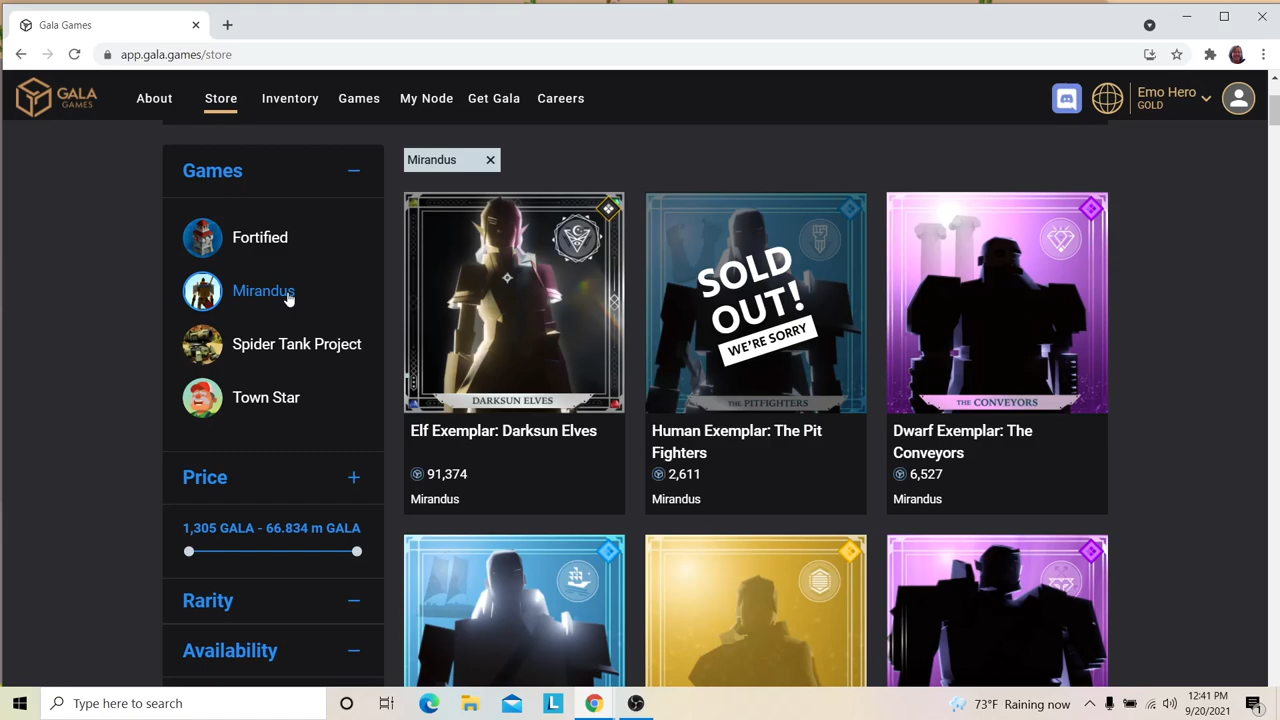 Gala Games
app.gala.games/store
GALA
GAMES
About
Store
Inventory
Games
My Node
Get Gala
Careers
Emo Hero
GOLD
Games
Fortified
Mirandus
Spider Tank Project
Town Star
Price
1,305 GALA - 66.834 m GALA
Rarity
Availability
Mirandus
DARKSUN ELVES
Elf Exemplar: Darksun Elves
91,374
Mirandus
SOLD
OUT!
WE'RE SORRY
THE PITFIGHTERS
Human Exemplar: The Pit
Fighters
2,611
Mirandus
THE CONVEYORS
Dwarf Exemplar: The
Conveyors
6,527
Mirandus
Type here to search
L
73°F Raining now
12:41 PM
9/20/2021
1